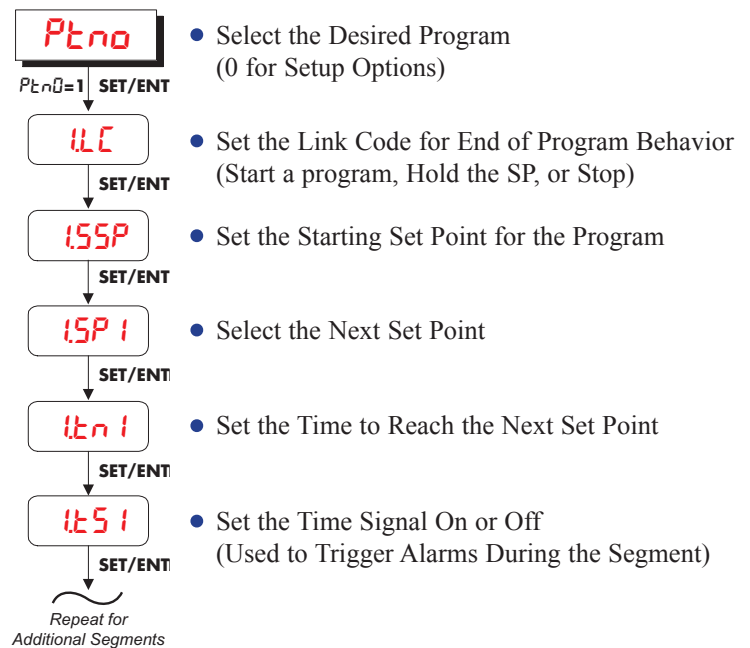 Ptno
• Select the Desired Program
(0 for Setup Options)
Ptn0=1 SET/ENT
1.LC
• Set the Link Code for End of Program Behavior
(Start a program, Hold the SP, or Stop)
SET/ENT
1.SSP
• Set the Starting Set Point for the Program
SET/ENT
1.SP1
• Select the Next Set Point
SET/ENT
1.tn1
• Set the Time to Reach the Next Set Point
SET/ENT
1.tS1
• Set the Time Signal On or Off
(Used to Trigger Alarms During the Segment)
SET/ENT
Repeat for
Additional Segments